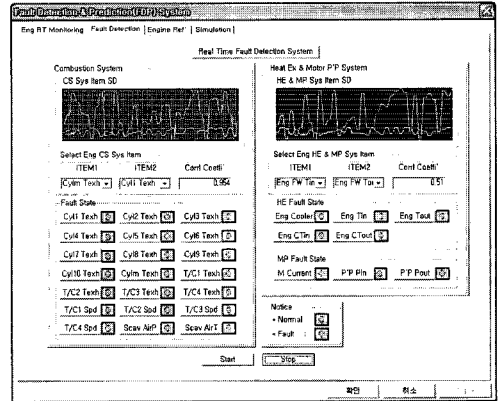 Fault Detection & Prediction(FDP) System
Eng RT Monitoring Fault Detection Engine Ref' Simulation
Real Time Fault Detection System
Combustion System
CS Sys Item SD
Heat Ex & Motor P'P System
HE & MP Sys Item SD
Select Eng CS Sys Item
ITEM1 ITEM2 Corrl Coeffi'
Cylm Texh Cyl1 Texh 0.954
Select Eng HE & MP Sys Item
ITEM1 ITEM2 Corrl Coeffi'
Eng FW Tin Eng FW Tou 0.51
Fault State
Cyl1 Texh Cyl2 Texh Cyl3 Texh
Cyl4 Texh Cyl5 Texh Cyl6 Texh
Cyl7 Texh Cyl8 Texh Cyl9 Texh
Cyl10 Texh Cylm Texh T/C1 Texh
T/C2 Texh T/C3 Texh T/C4 Texh
T/C1 Spd T/C2 Spd T/C3 Spd
T/C4 Spd Scav AirP Scav AirT
HE Fault State
Eng Cooler Eng Tin Eng Tout
Eng CTin Eng CTout
MP Fault State
M Current P'P Pin P'P Pout
Notice
Normal
Fault
Start Stop
확인 취소